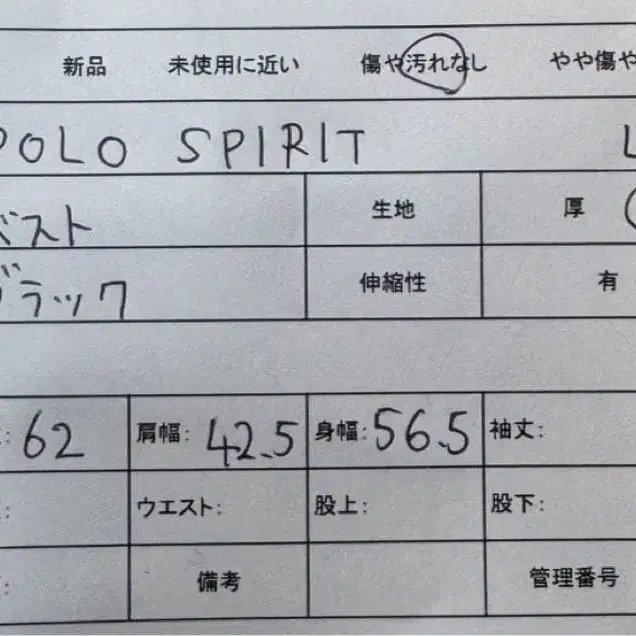 新品 未使用に近い 傷や汚れなし やや傷や
POLO SPIRIT L
ベスト 生地 厚
ブラック 伸縮性 有
: 62 肩幅: 42.5 身幅: 56.5 袖丈:
: ウエスト: 股上: 股下:
: 備考 管理番号